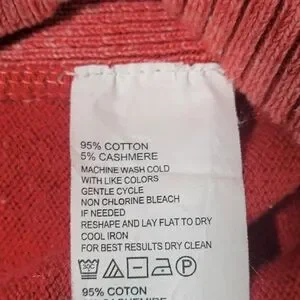 95% COTTON
5% CASHMERE
MACHINE WASH COLD
WITH LIKE COLORS
GENTLE CYCLE
NON CHLORINE BLEACH
IF NEEDED
RESHAPE AND LAY FLAT TO DRY
COOL IRON
FOR BEST RESULTS DRY CLEAN
P
95% COTON
CASHEMIRE